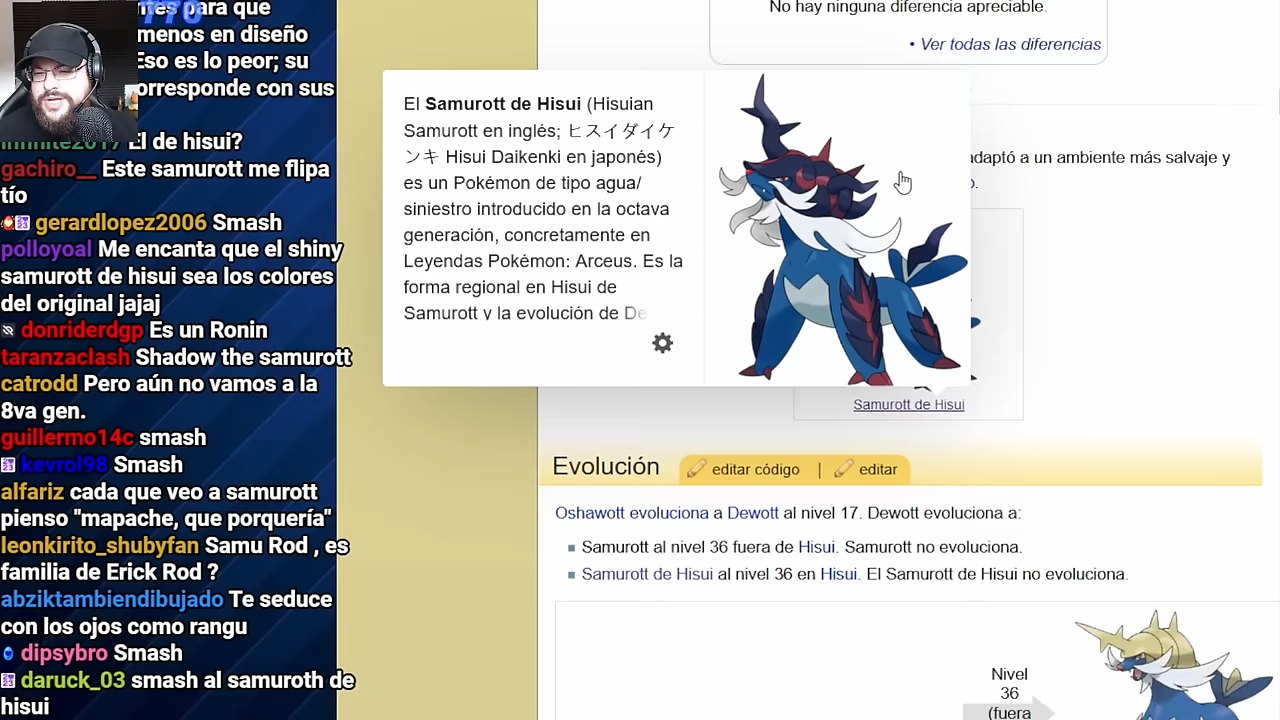 770
ntes para que
menos en diseño
Eso es lo peor; su
orresponde con sus
infinite2017 El de hisui?
gachiro__ Este samurott me flipa
tío
gerardlopez2006 Smash
polloyoal Me encanta que el shiny
samurott de hisui sea los colores
del original jajaj
donriderdgp Es un Ronin
taranzaclash Shadow the samurott
catrodd Pero aún no vamos a la
8va gen.
guillermo14c smash
kevrol98 Smash
alfariz cada que veo a samurott
pienso "mapache, que porquería"
leonkirito_shubyfan Samu Rod , es
familia de Erick Rod ?
abziktambiendibujado Te seduce
con los ojos como rangu
dipsybro Smash
daruck_03 smash al samuroth de
hisui
No hay ninguna diferencia apreciable.
• Ver todas las diferencias
El Samurott de Hisui (Hisuian
Samurott en inglés; ヒスイダイケ
ンキ Hisui Daikenki en japonés)
es un Pokémon de tipo agua/
siniestro introducido en la octava
generación, concretamente en
Leyendas Pokémon: Arceus. Es la
forma regional en Hisui de
Samurott y la evolución de De
adaptó a un ambiente más salvaje y
o.
Samurott de Hisui
Evolución editar código | editar
Oshawott evoluciona a Dewott al nivel 17. Dewott evoluciona a:
Samurott al nivel 36 fuera de Hisui. Samurott no evoluciona.
Samurott de Hisui al nivel 36 en Hisui. El Samurott de Hisui no evoluciona.
Nivel
36
(fuera